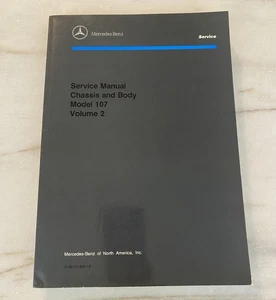 Mercedes-Benz
Service
Service Manual
Chassis and Body
Model 107
Volume 2
Mercedes-Benz of North America, Inc.